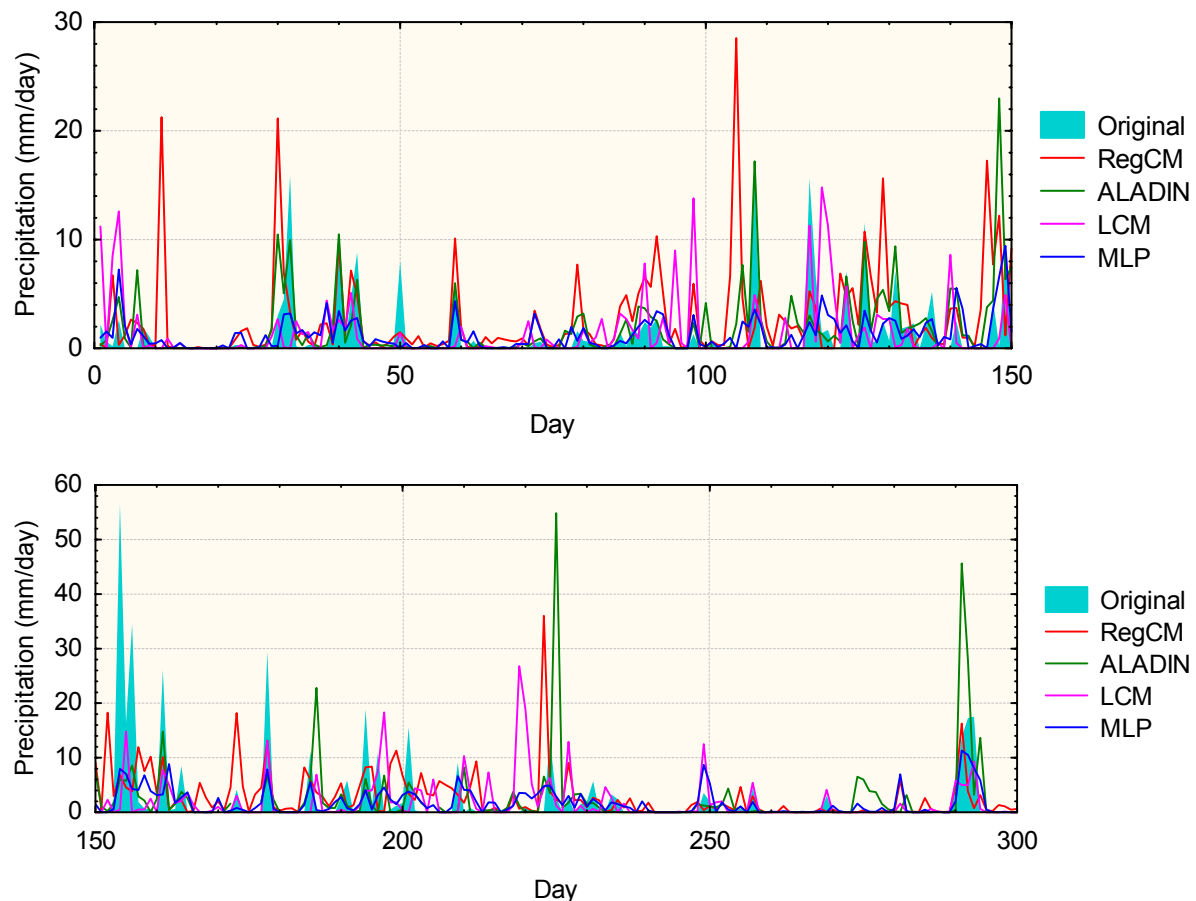 Precipitation (mm/day)
30
20
10
0
0
50
100
150
Day
Original
RegCM
ALADIN
LCM
MLP
Precipitation (mm/day)
60
50
40
30
20
10
0
150
200
250
300
Day
Original
RegCM
ALADIN
LCM
MLP